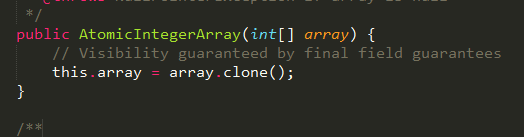 */
public AtomicIntegerArray(int[] array) {
// Visibility guaranteed by final field guarantees
this.array = array.clone();
}
/**